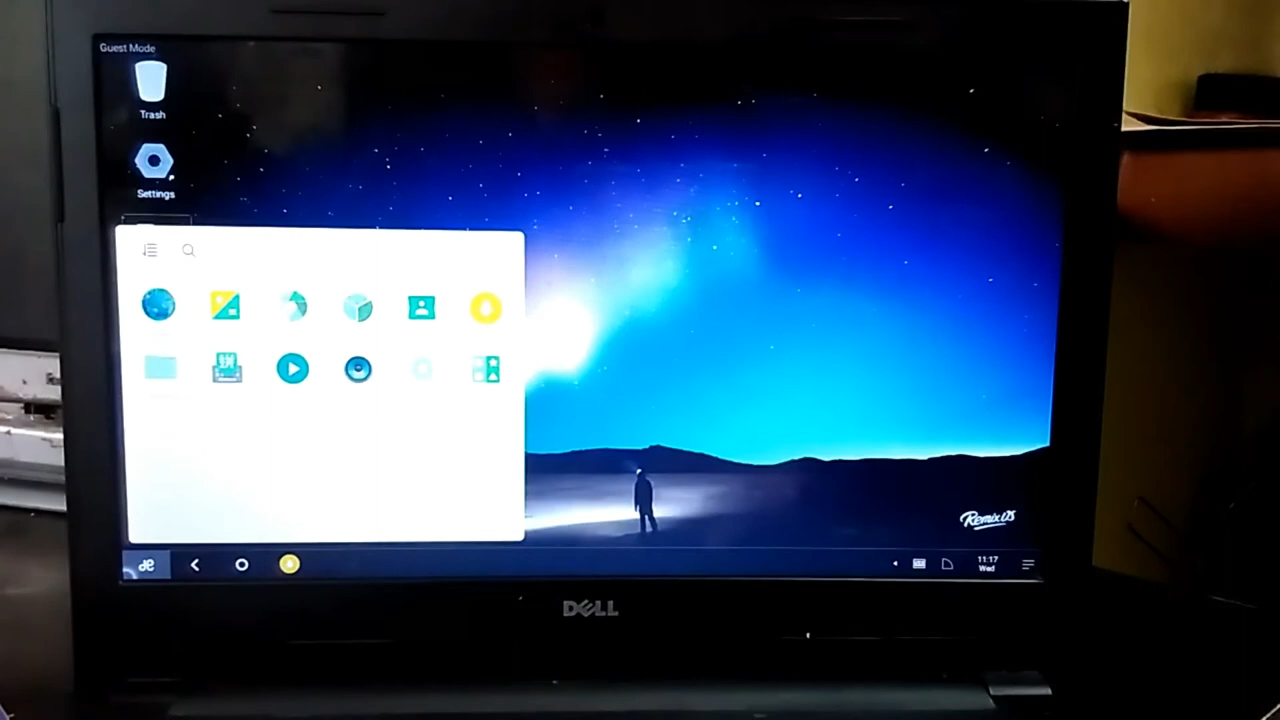 Guest Mode
Trash
Settings
Remix OS
11:17
Wed
DELL